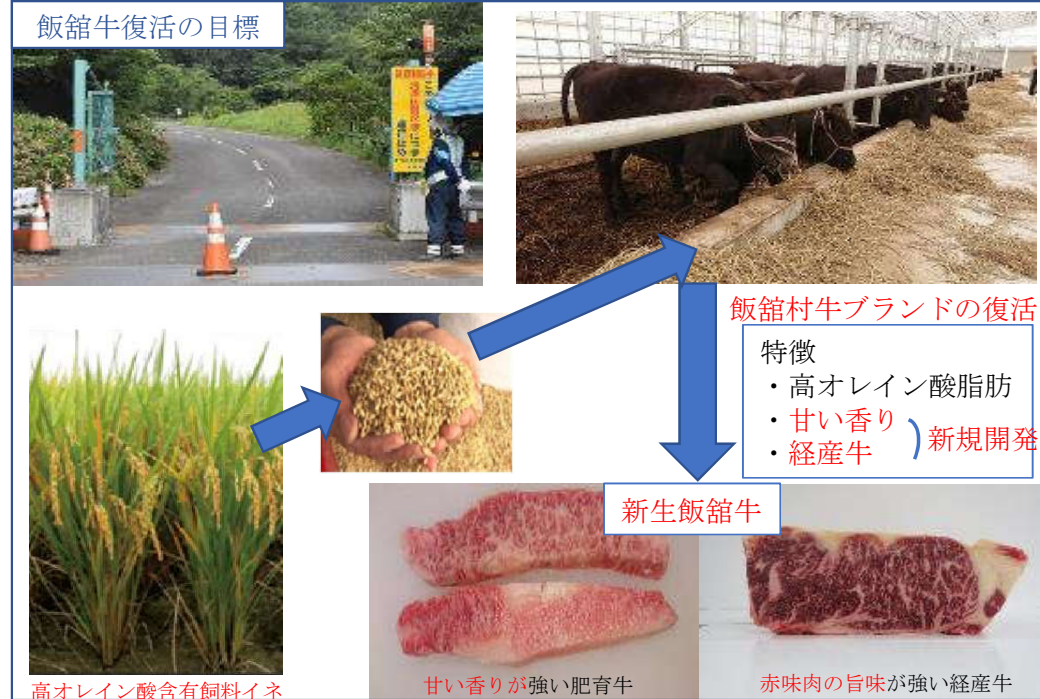 飯舘牛復活の目標
飯舘村牛ブランドの復活
特徴
・高オレイン酸脂肪
・甘い香り
・経産牛
新規開発
新生飯舘牛
高オレイン酸含有飼料イネ
甘い香りが強い肥育牛
赤味肉の旨味が強い経産牛